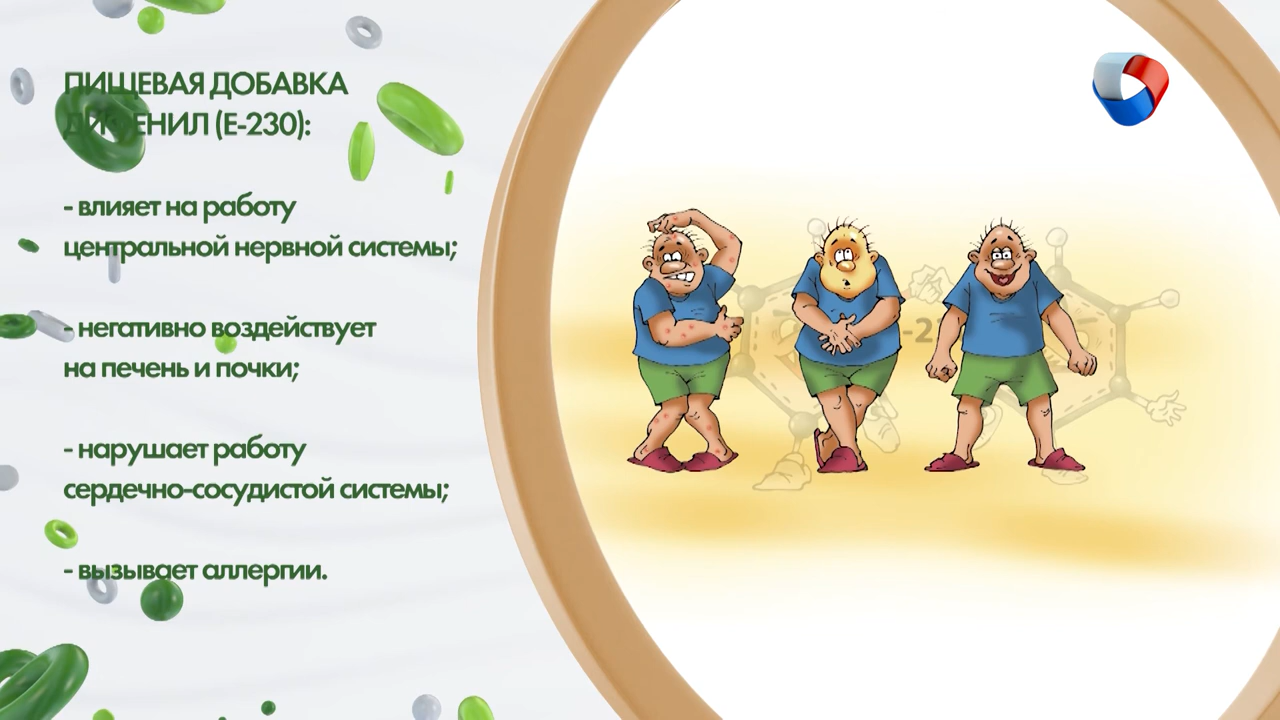 ПИЩЕВАЯ ДОБАВКА
ДИФЕНИЛ (Е-230):
- влияет на работу
центральной нервной системы;
- негативно воздействует
на печень и почки;
- нарушает работу
сердечно-сосудистой системы;
- вызывает аллергии.